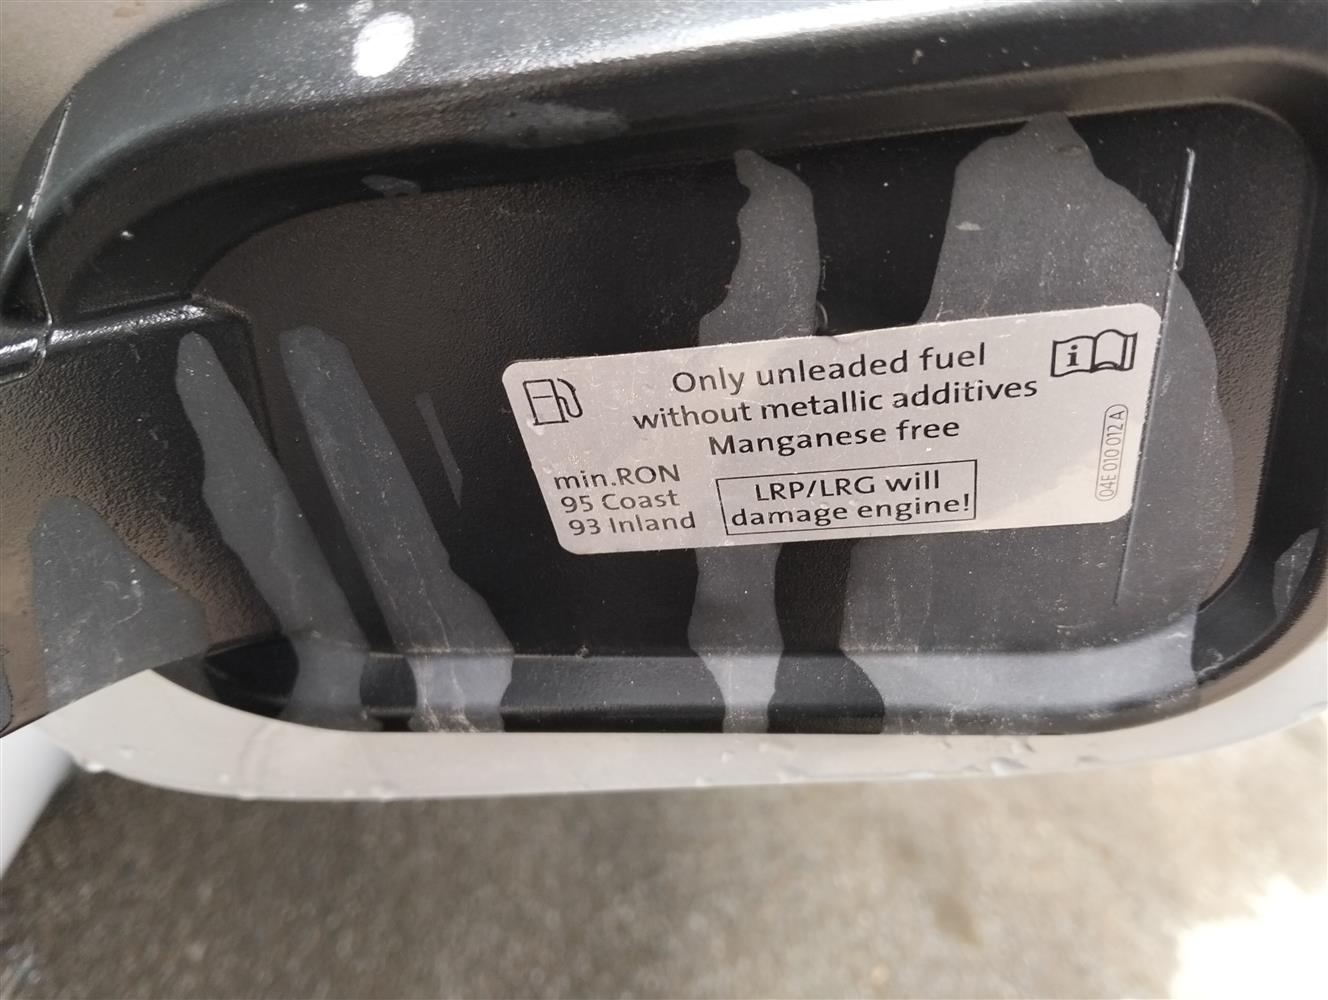 Only unleaded fuel
without metallic additives
Manganese free
min.RON
95 Coast
93 Inland
LRP/LRG will
damage engine!
04E 010 012 A
i